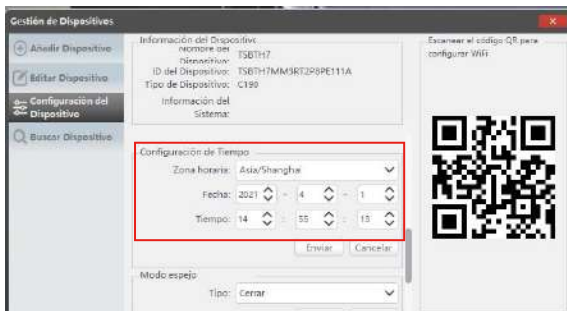 Gestión de Dispositivos
Añadir Dispositivo
Editar Dispositivo
Configuración del
Dispositivo
Buscar Dispositivo
Información del Dispositivo
Nombre del
Dispositivo: TSBTH7
ID del Dispositivo: TSBTH7MM3RT2P8PE111A
Tipo de Dispositivo: C190
Información del
Sistema:
Configuración de Tiempo
Zona horaria: Asia/Shanghai
Fecha: 2021 - 4 - 1
Tiempo: 14 : 55 : 13
Enviar Cancelar
Modo espejo
Tipo: Cerrar
Escanear el código QR para
configurar WiFi